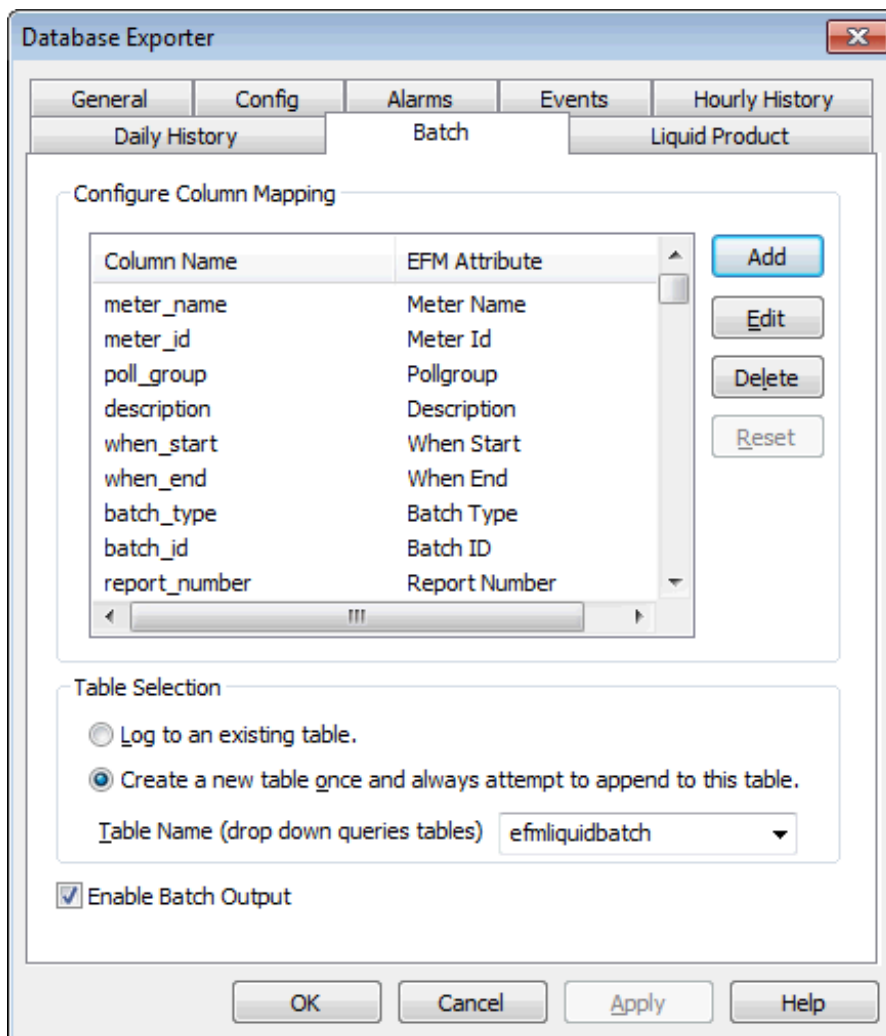 Database Exporter
General Config Alarms Events Hourly History
Daily History Batch Liquid Product
Configure Column Mapping
Column Name EFM Attribute
meter_name Meter Name
meter_id Meter Id
poll_group Pollgroup
description Description
when_start When Start
when_end When End
batch_type Batch Type
batch_id Batch ID
report_number Report Number
Add
Edit
Delete
Reset
Table Selection
Log to an existing table.
Create a new table once and always attempt to append to this table.
Table Name (drop down queries tables) efmliquidbatch
Enable Batch Output
OK Cancel Apply Help